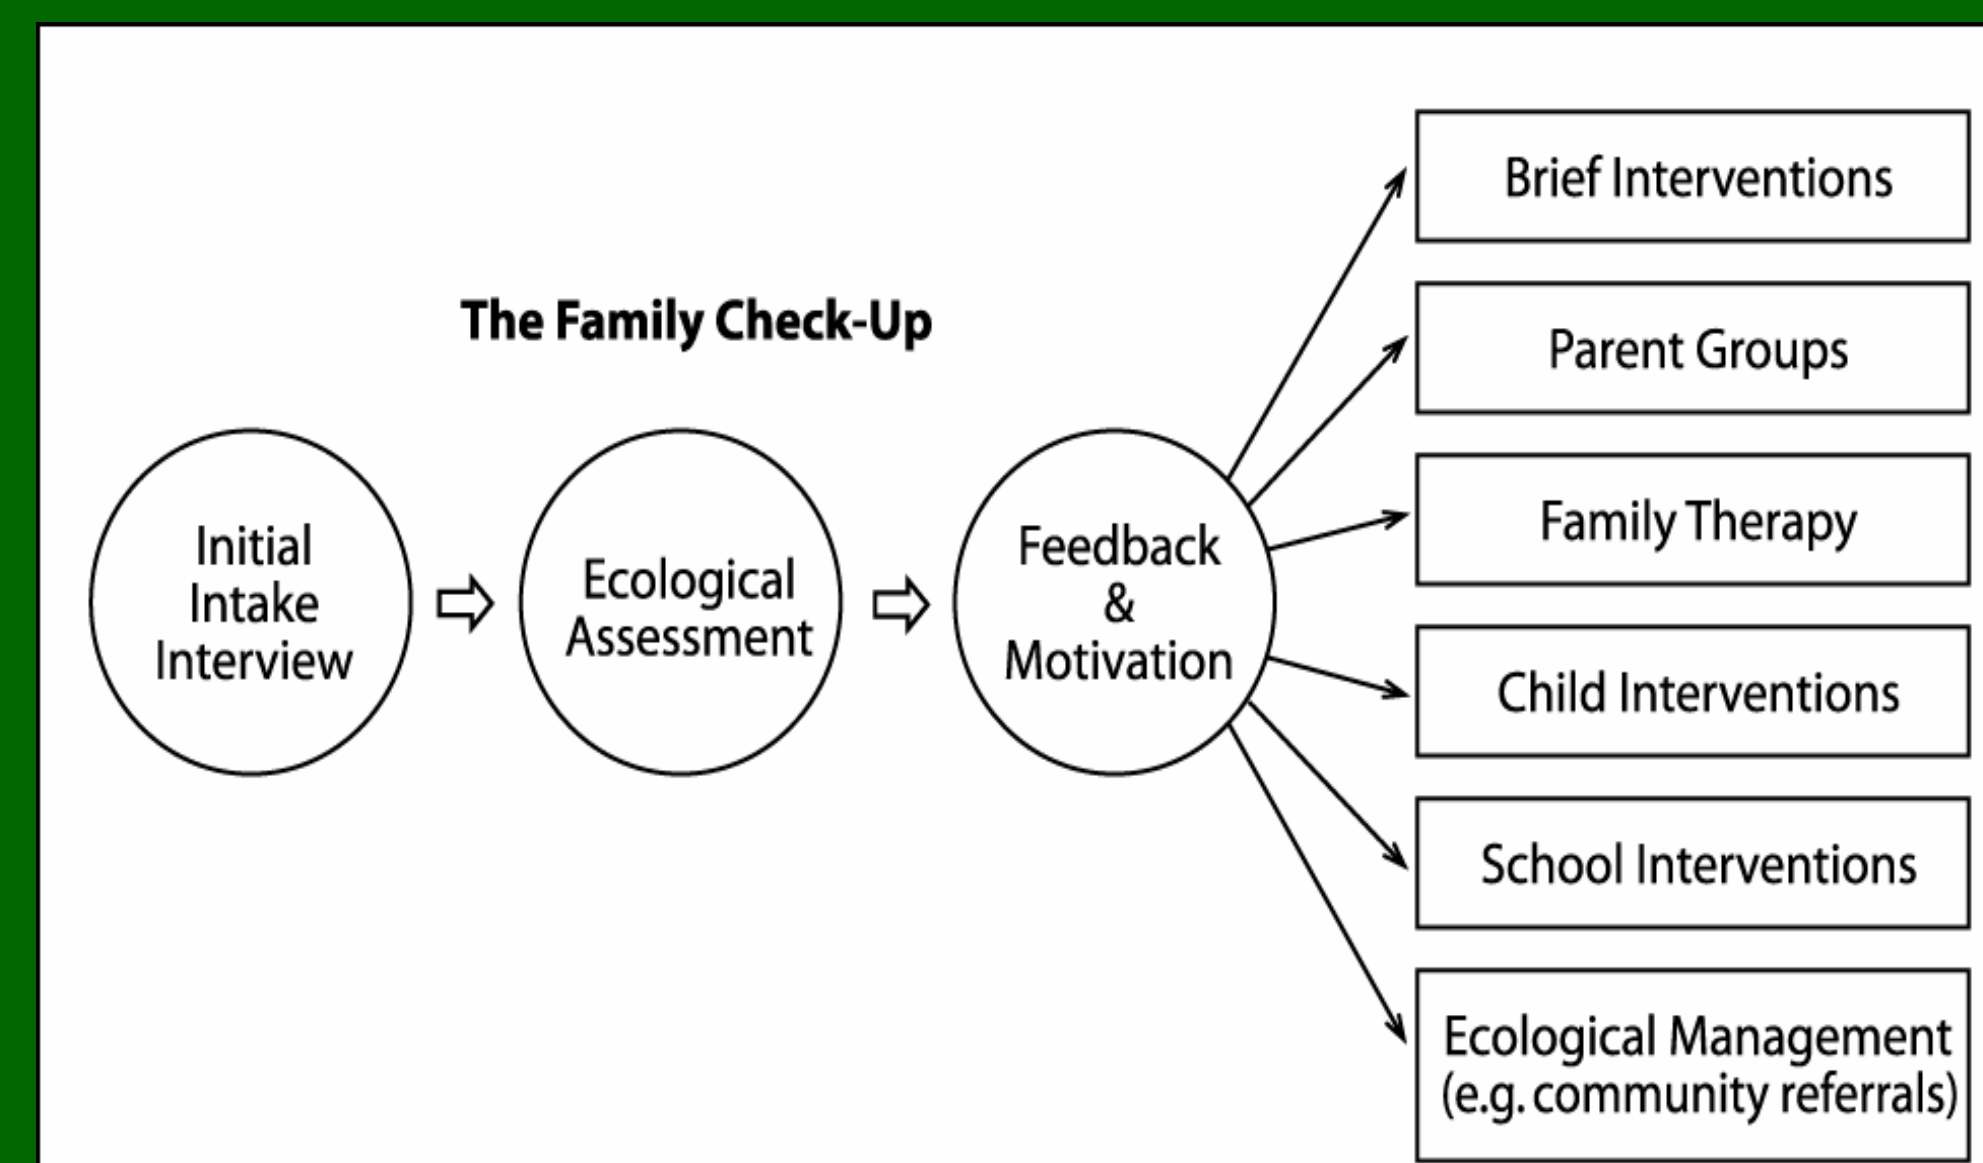 The Family Check-Up
Initial
Intake
Interview
Ecological
Assessment
Feedback
&
Motivation
Brief Interventions
Parent Groups
Family Therapy
Child Interventions
School Interventions
Ecological Management
(e.g. community referrals)